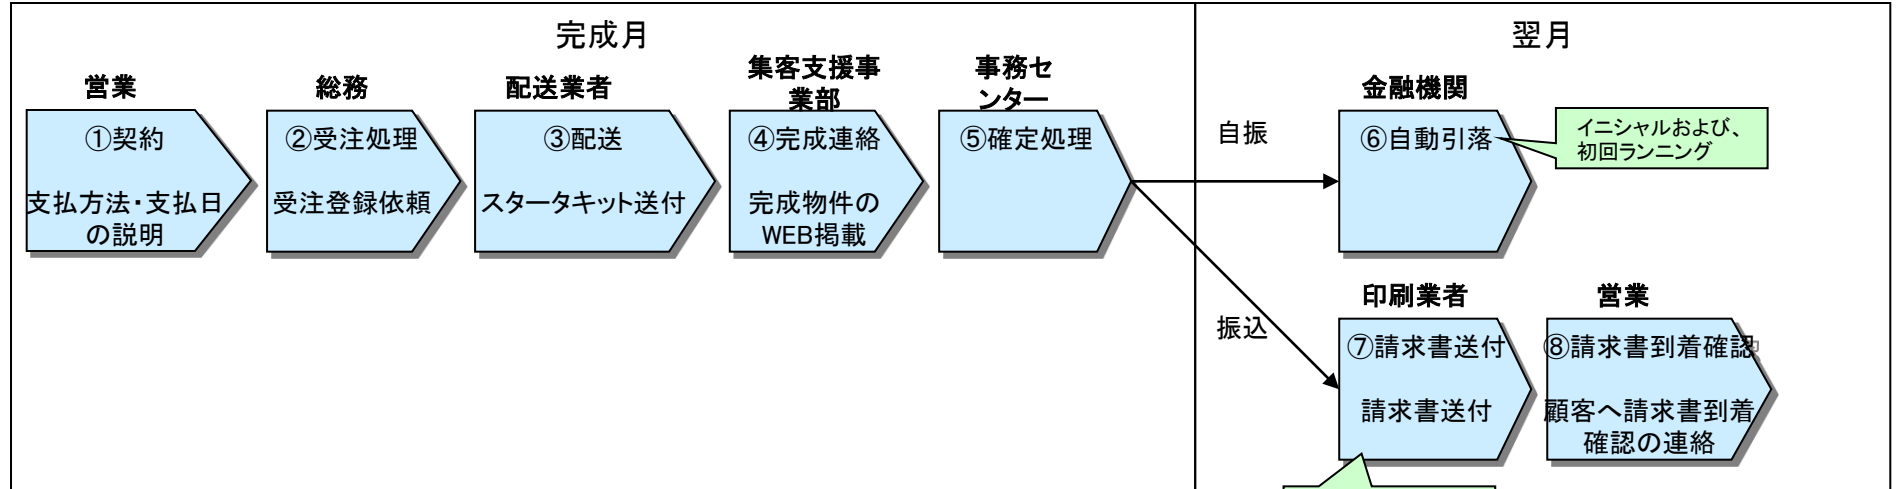 完成月
翌月
営業
①契約
支払方法・支払日
の説明
総務
②受注処理
受注登録依頼
配送業者
③配送
スタータキット送付
集客支援事
業部
④完成連絡
完成物件の
WEB掲載
事務セ
ンター
⑤確定処理
自振
金融機関
⑥自動引落
イニシャルおよび、
初回ランニング
振込
印刷業者
⑦請求書送付
請求書送付
営業
⑧請求書到着確認
顧客へ請求書到着
確認の連絡